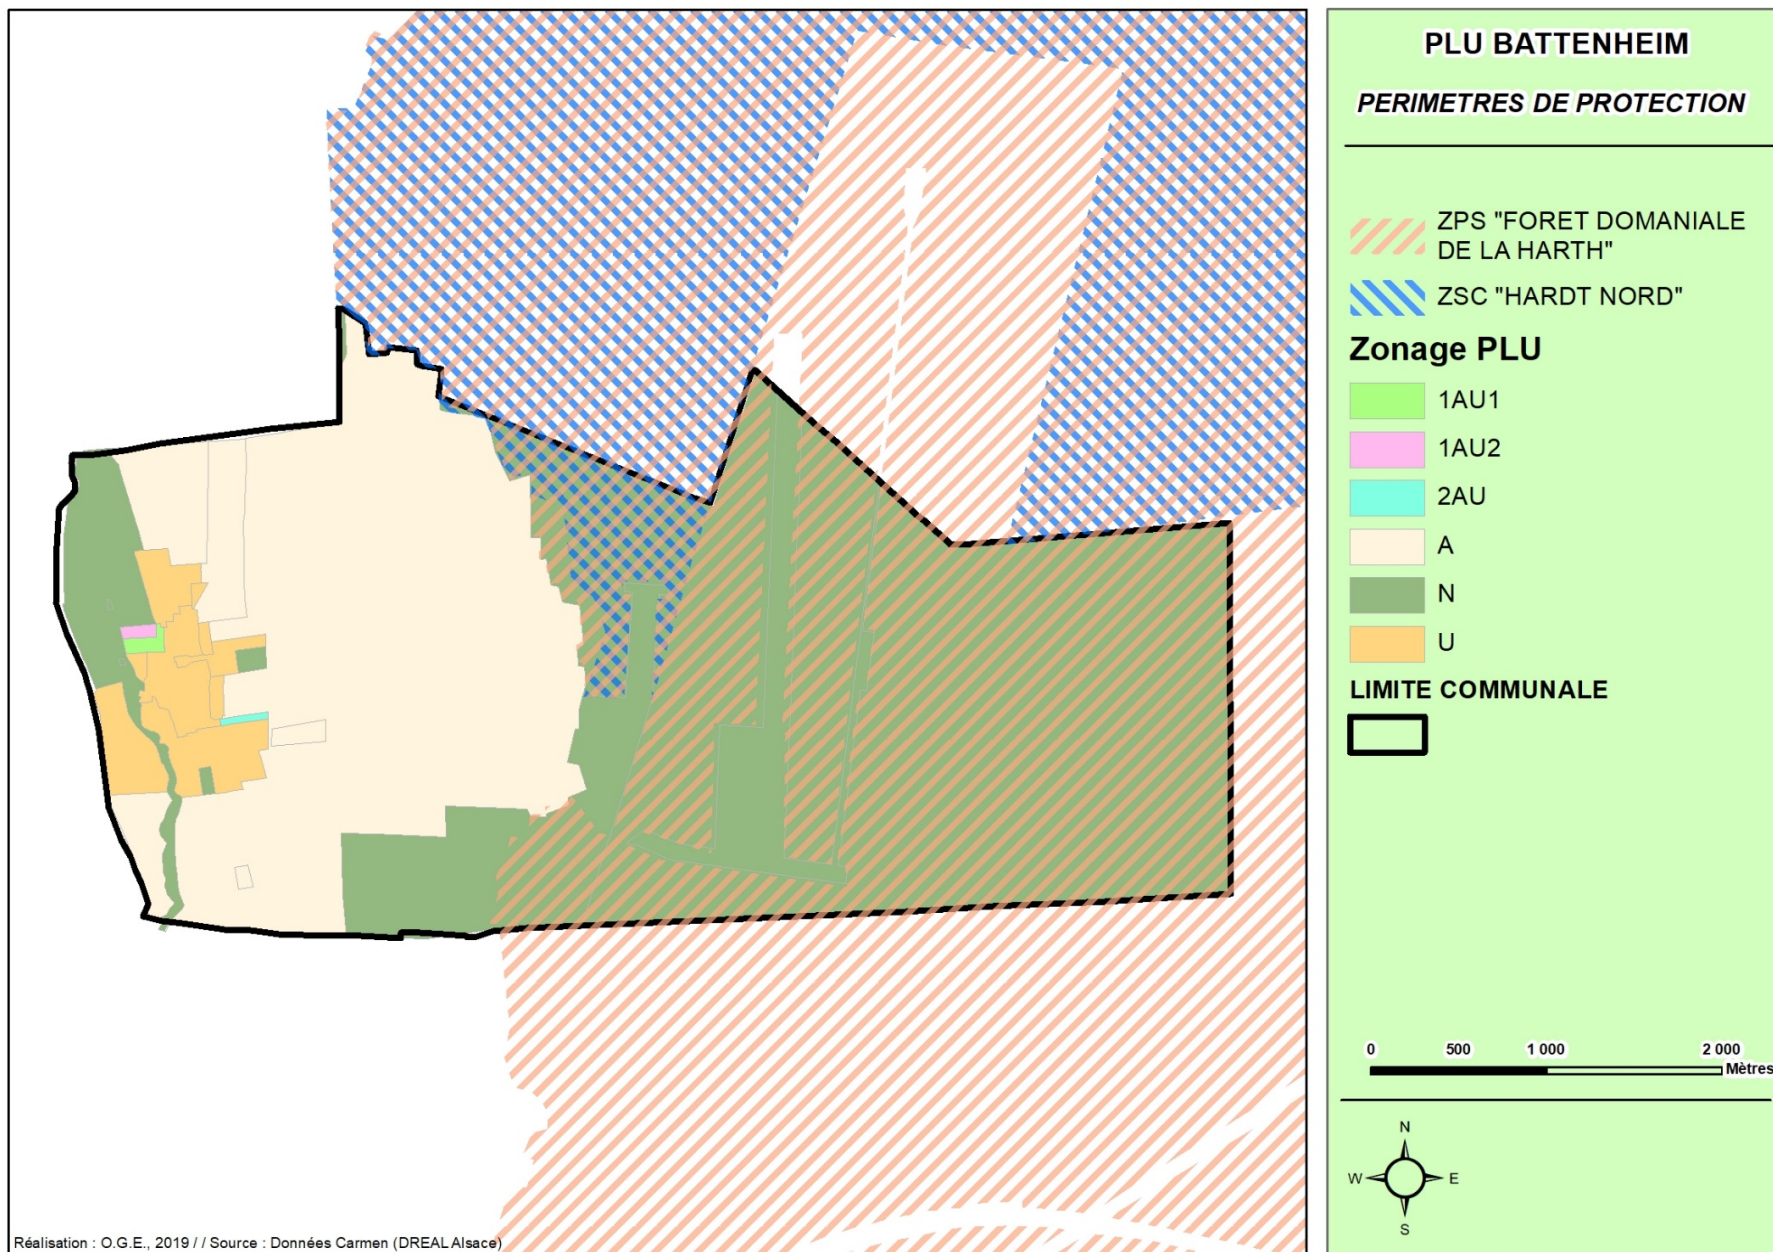 PLU BATTENHEIM
PERIMETRES DE PROTECTION
ZPS "FORET DOMANIALE
DE LA HARTH"
ZSC "HARDT NORD"
Zonage PLU
1AU1
1AU2
2AU
A
N
U
LIMITE COMMUNALE
0 500 1 000 2 000
Mètres
N
W E
S
Réalisation : O.G.E., 2019 / / Source : Données Carmen (DREAL Alsace)